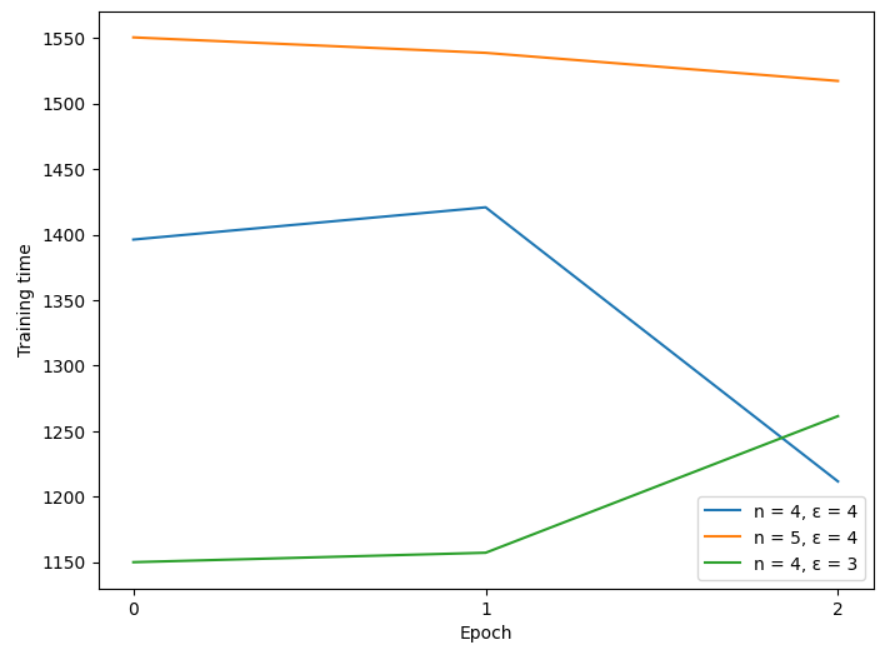 1550
1500
1450
1400
1350
1300
1250
1200
1150
Training time
n = 4, ε = 4
n = 5, ε = 4
n = 4, ε = 3
0 1 2
Epoch